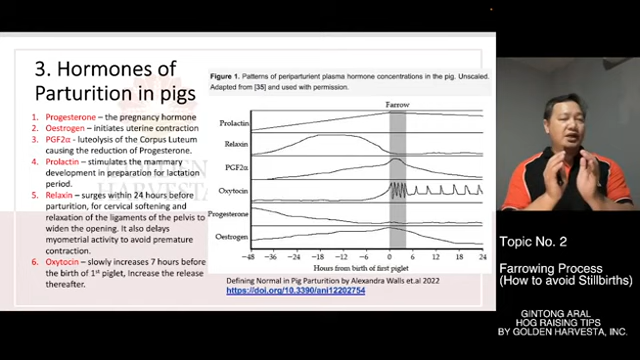 3. Hormones of
Parturition in pigs
1. Progesterone – the pregnancy hormone
2. Oestrogen – initiates uterine contraction
3. PGF2α - luteolysis of the Corpus Luteum
causing the reduction of Progesterone.
4. Prolactin – stimulates the mammary
development in preparation for lactation
period.
5. Relaxin – surges within 24 hours before
parturition, for cervical softening and
relaxation of the ligaments of the pelvis to
widen the opening. It also delays
myometrial activity to avoid premature
contraction.
6. Oxytocin – slowly increases 7 hours before
the birth of 1st piglet, Increase the release
thereafter.
Figure 1. Patterns of periparturient plasma hormone concentrations in the pig. Unscaled.
Adapted from [35] and used with permission.
Farrow
Prolactin
Relaxin
PGF2α
Oxytocin
Progesterone
Oestrogen
−48 −36 −30 −24 −18 −12 −6 0 6 12 18 24
Hours from birth of first piglet
Defining Normal in Pig Parturition by Alexandra Walls et.al 2022
https://doi.org/10.3390/ani12202754
HARVESTA
Topic No. 2
Farrowing Process
(How to avoid Stillbirths)
GINTONG ARAL
HOG RAISING TIPS
BY GOLDEN HARVESTA, INC.